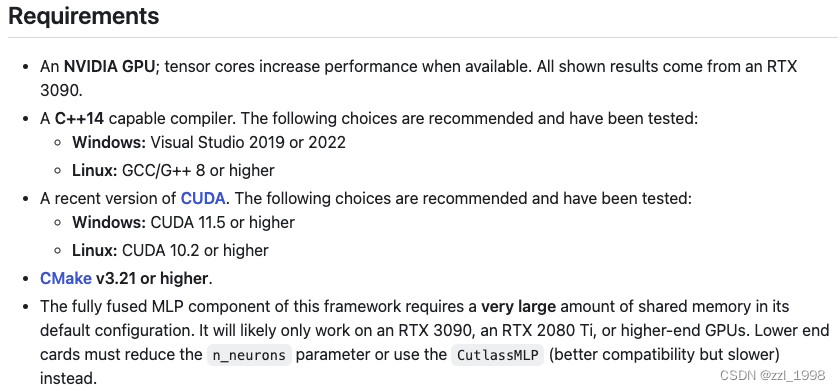 Requirements
An NVIDIA GPU; tensor cores increase performance when available. All shown results come from an RTX
3090.
A C++14 capable compiler. The following choices are recommended and have been tested:
Windows: Visual Studio 2019 or 2022
Linux: GCC/G++ 8 or higher
A recent version of CUDA. The following choices are recommended and have been tested:
Windows: CUDA 11.5 or higher
Linux: CUDA 10.2 or higher
CMake v3.21 or higher.
The fully fused MLP component of this framework requires a very large amount of shared memory in its
default configuration. It will likely only work on an RTX 3090, an RTX 2080 Ti, or higher-end GPUs. Lower end
cards must reduce the n_neurons parameter or use the CutlassMLP (better compatibility but slower)
instead.
CSDN @zzl_1998